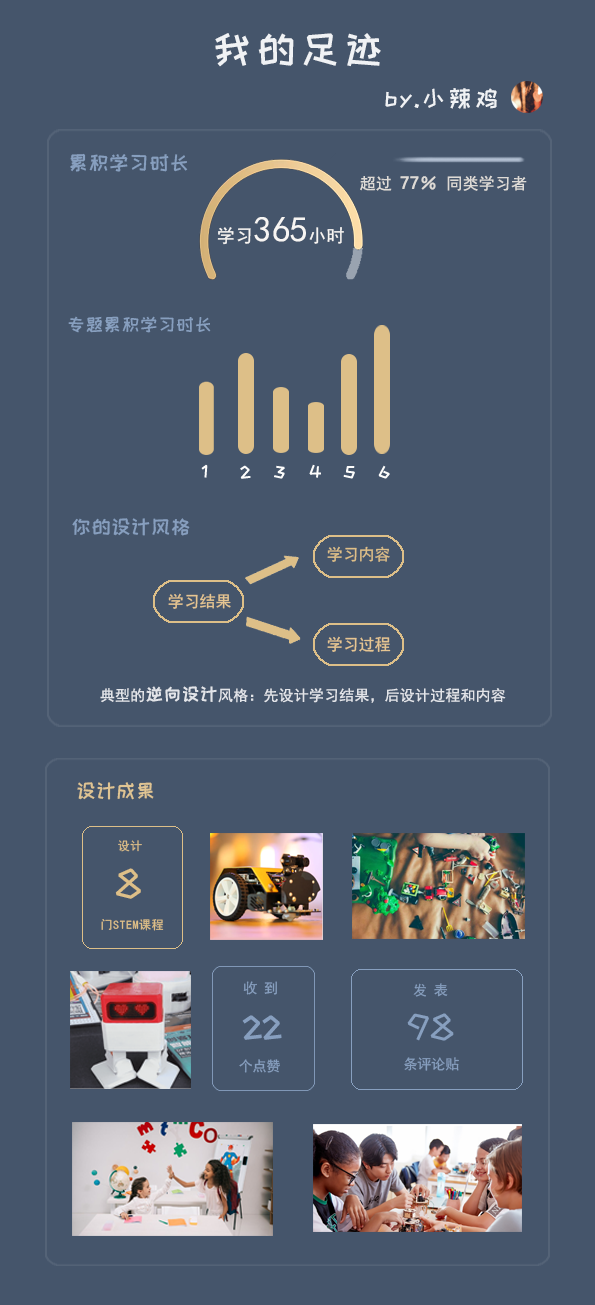 我的足迹
by.小辣鸡
累积学习时长
超过 77% 同类学习者
学习365小时
专题累积学习时长
1 2 3 4 5 6
你的设计风格
学习内容
学习结果
学习过程
典型的逆向设计风格：先设计学习结果，后设计过程和内容
设计成果
设计
8
门STEM课程
收到
22
个点赞
发表
98
条评论贴